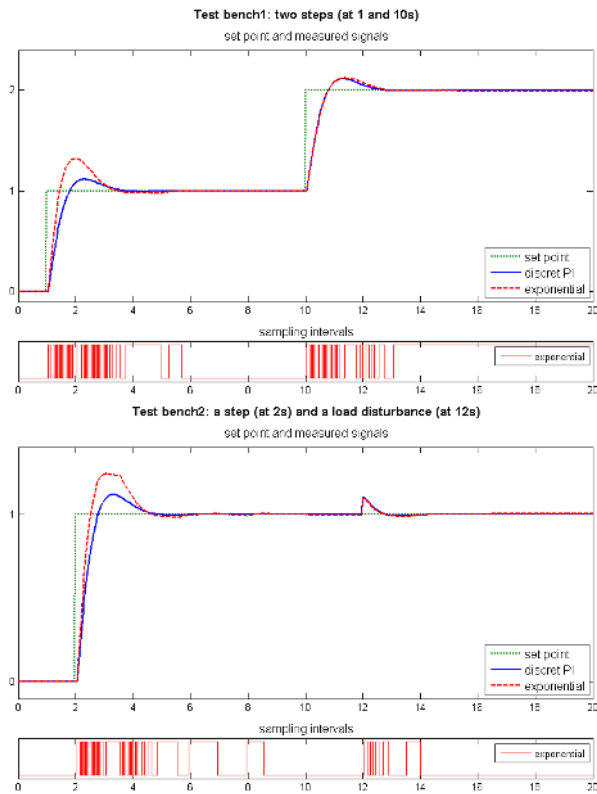 Test bench1: two steps (at 1 and 10s)
set point and measured signals
2
1
0
set point
discret PI
exponential
0 2 4 6 8 10 12 14 16 18 20
sampling intervals
exponential
0 2 4 6 8 10 12 14 16 18 20
Test bench2: a step (at 2s) and a load disturbance (at 12s)
set point and measured signals
1
0
set point
discret PI
exponential
0 2 4 6 8 10 12 14 16 18 20
sampling intervals
exponential
0 2 4 6 8 10 12 14 16 18 20